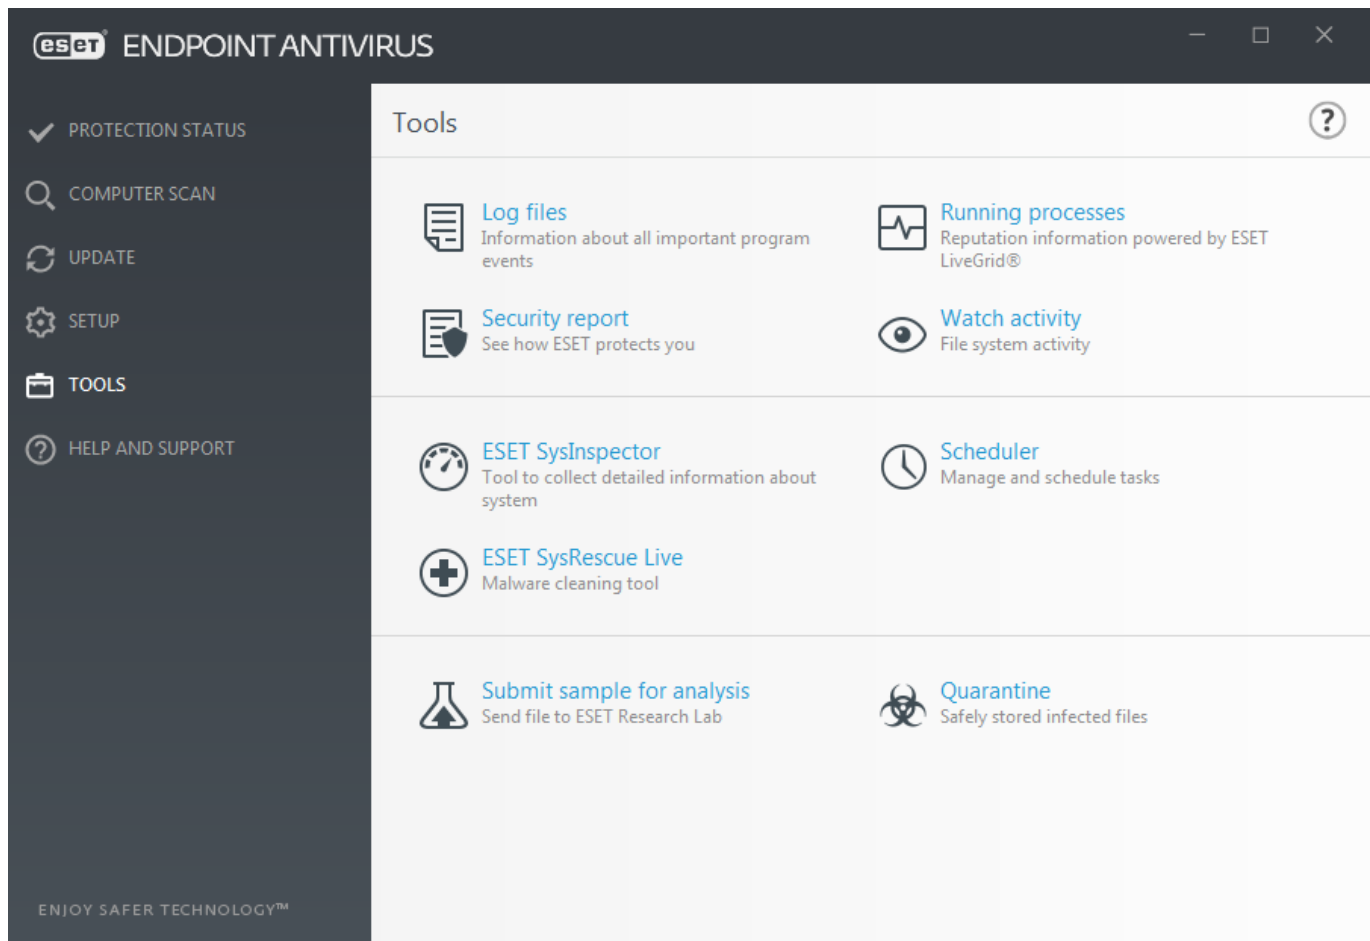 eset® ENDPOINT ANTIVIRUS
PROTECTION STATUS
COMPUTER SCAN
UPDATE
SETUP
TOOLS
HELP AND SUPPORT
ENJOY SAFER TECHNOLOGY™
Tools
?
Log files
Information about all important program
events
Running processes
Reputation information powered by ESET
LiveGrid®
Security report
See how ESET protects you
Watch activity
File system activity
ESET SysInspector
Tool to collect detailed information about
system
Scheduler
Manage and schedule tasks
ESET SysRescue Live
Malware cleaning tool
Submit sample for analysis
Send file to ESET Research Lab
Quarantine
Safely stored infected files